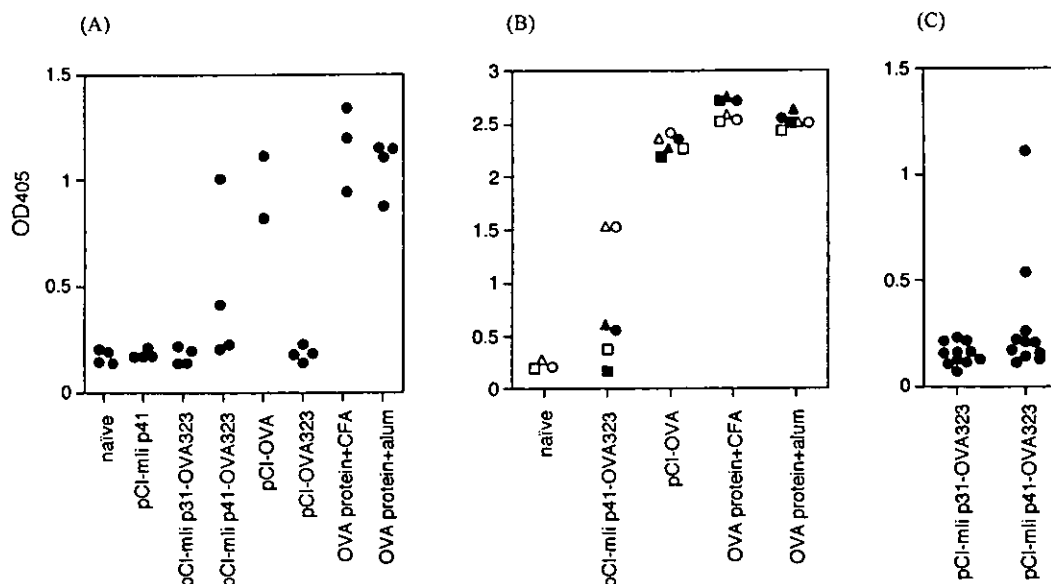 (A)
(B)
(C)
OD405
1.5
1
0.5
0
naïve
pCI-mIi p41
pCI-mIi p31-OVA323
pCI-mIi p41-OVA323
pCI-OVA
pCI-OVA323
OVA protein+CFA
OVA protein+alum
3
2.5
2
1.5
1
0.5
0
naïve
pCI-mIi p41-OVA323
pCI-OVA
OVA protein+CFA
OVA protein+alum
1.5
1
0.5
0
pCI-mIi p31-OVA323
pCI-mIi p41-OVA323